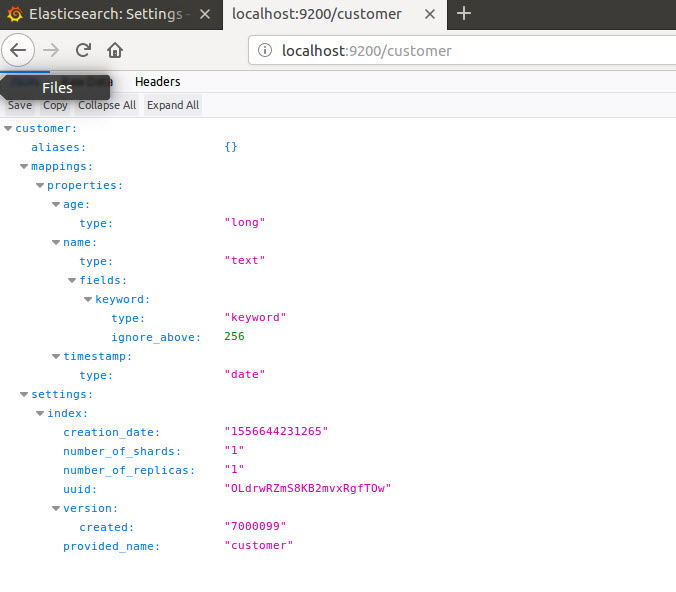 Elasticsearch: Settings -
localhost:9200/customer
localhost:9200/customer
Headers
Files
Save Copy Collapse All Expand All
customer:
aliases: {}
mappings:
properties:
age:
type: "long"
name:
type: "text"
fields:
keyword:
type: "keyword"
ignore_above: 256
timestamp:
type: "date"
settings:
index:
creation_date: "1556644231265"
number_of_shards: "1"
number_of_replicas: "1"
uuid: "OLdrwRZmS8KB2mvxRgfTOw"
version:
created: "7000099"
provided_name: "customer"